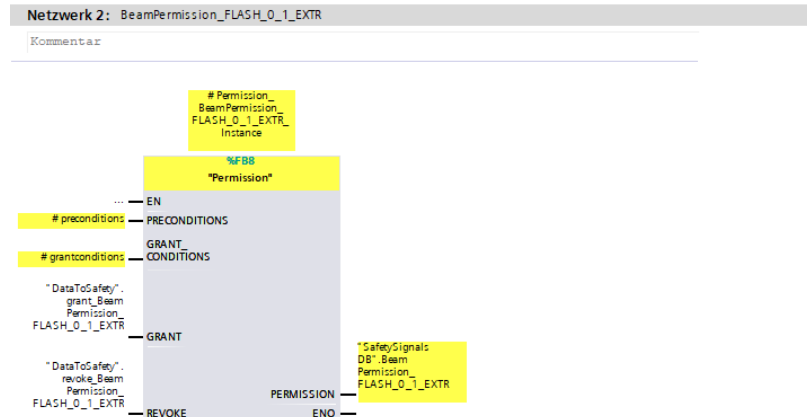 Netzwerk 2: BeamPermission_FLASH_0_1_EXTR
Kommentar
#Permission_
BeamPermission_
FLASH_0_1_EXTR_
Instance
%FB8
"Permission"
... EN
#preconditions PRECONDITIONS
GRANT_
#grantconditions CONDITIONS
"DataToSafety".
grant_Beam
Permission_
FLASH_0_1_EXTR
GRANT
"DataToSafety".
revoke_Beam
Permission_
FLASH_0_1_EXTR
REVOKE
"SafetySignals
DB".Beam
Permission_
FLASH_0_1_EXTR
PERMISSION
ENO